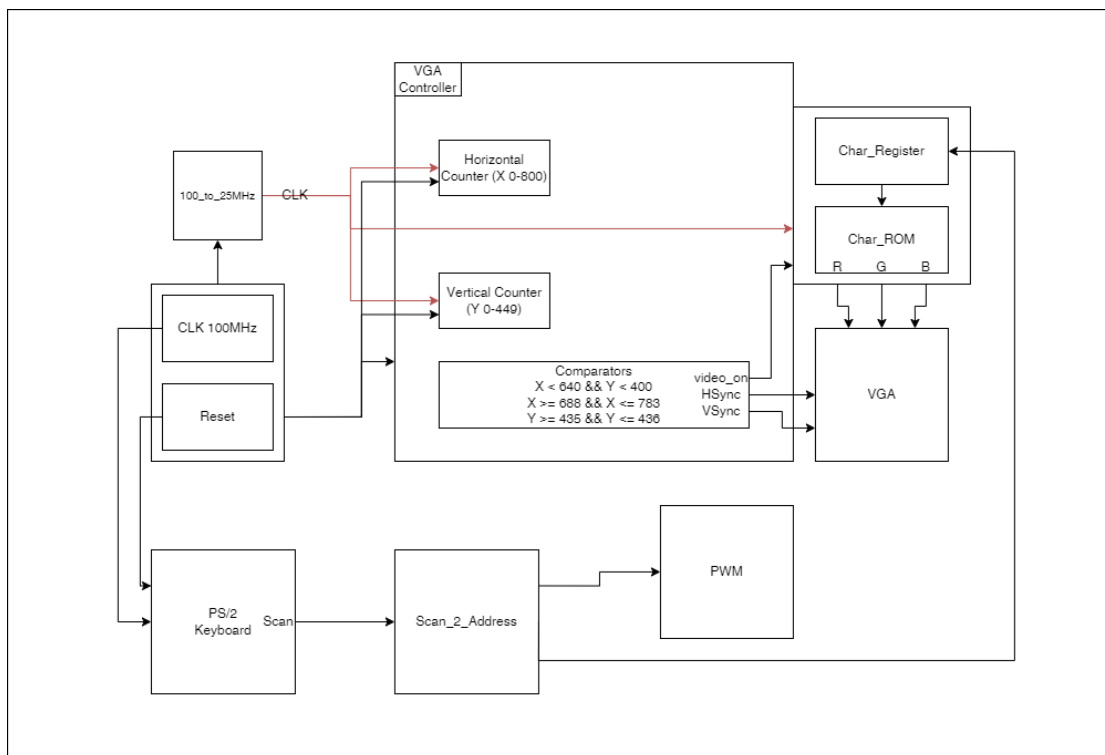 VGA
Controller
Horizontal
Counter (X 0-800)
Char_Register
100_to_25MHz
CLK
Char_ROM
R G B
Vertical Counter
(Y 0-449)
CLK 100MHz
Reset
Comparators
X < 640 && Y < 400
X >= 688 && X <= 783
Y >= 435 && Y <= 436
video_on
HSync
VSync
VGA
PS/2
Keyboard
Scan
Scan_2_Address
PWM